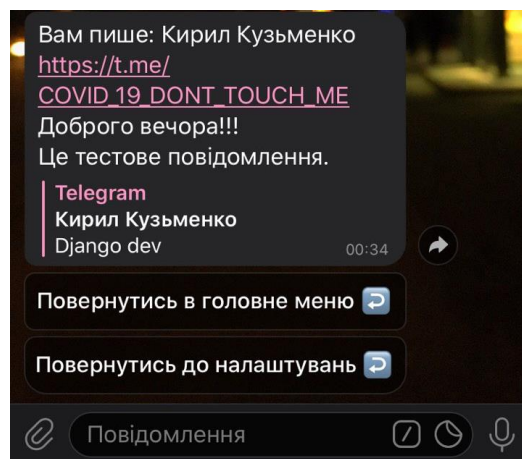 Вам пише: Кирил Кузьменко
https://t.me/
COVID_19_DONT_TOUCH_ME
Доброго вечора!!!
Це тестове повідомлення.
Telegram
Кирил Кузьменко
Django dev
00:34
Повернутись в головне меню
Повернутись до налаштувань
Повідомлення